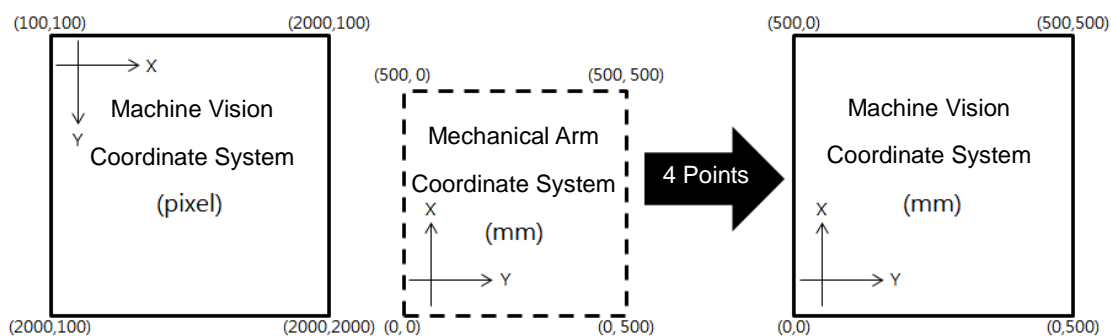 (100,100)
(2000,100)
X
Y
Machine Vision
Coordinate System
(pixel)
(2000,100)
(2000,2000)
(500, 0)
(500, 500)
Mechanical Arm
Coordinate System
(mm)
X
Y
(0, 0)
(0, 500)
4 Points
(500,0)
(500,500)
Machine Vision
Coordinate System
(mm)
X
Y
(0,0)
(0,500)